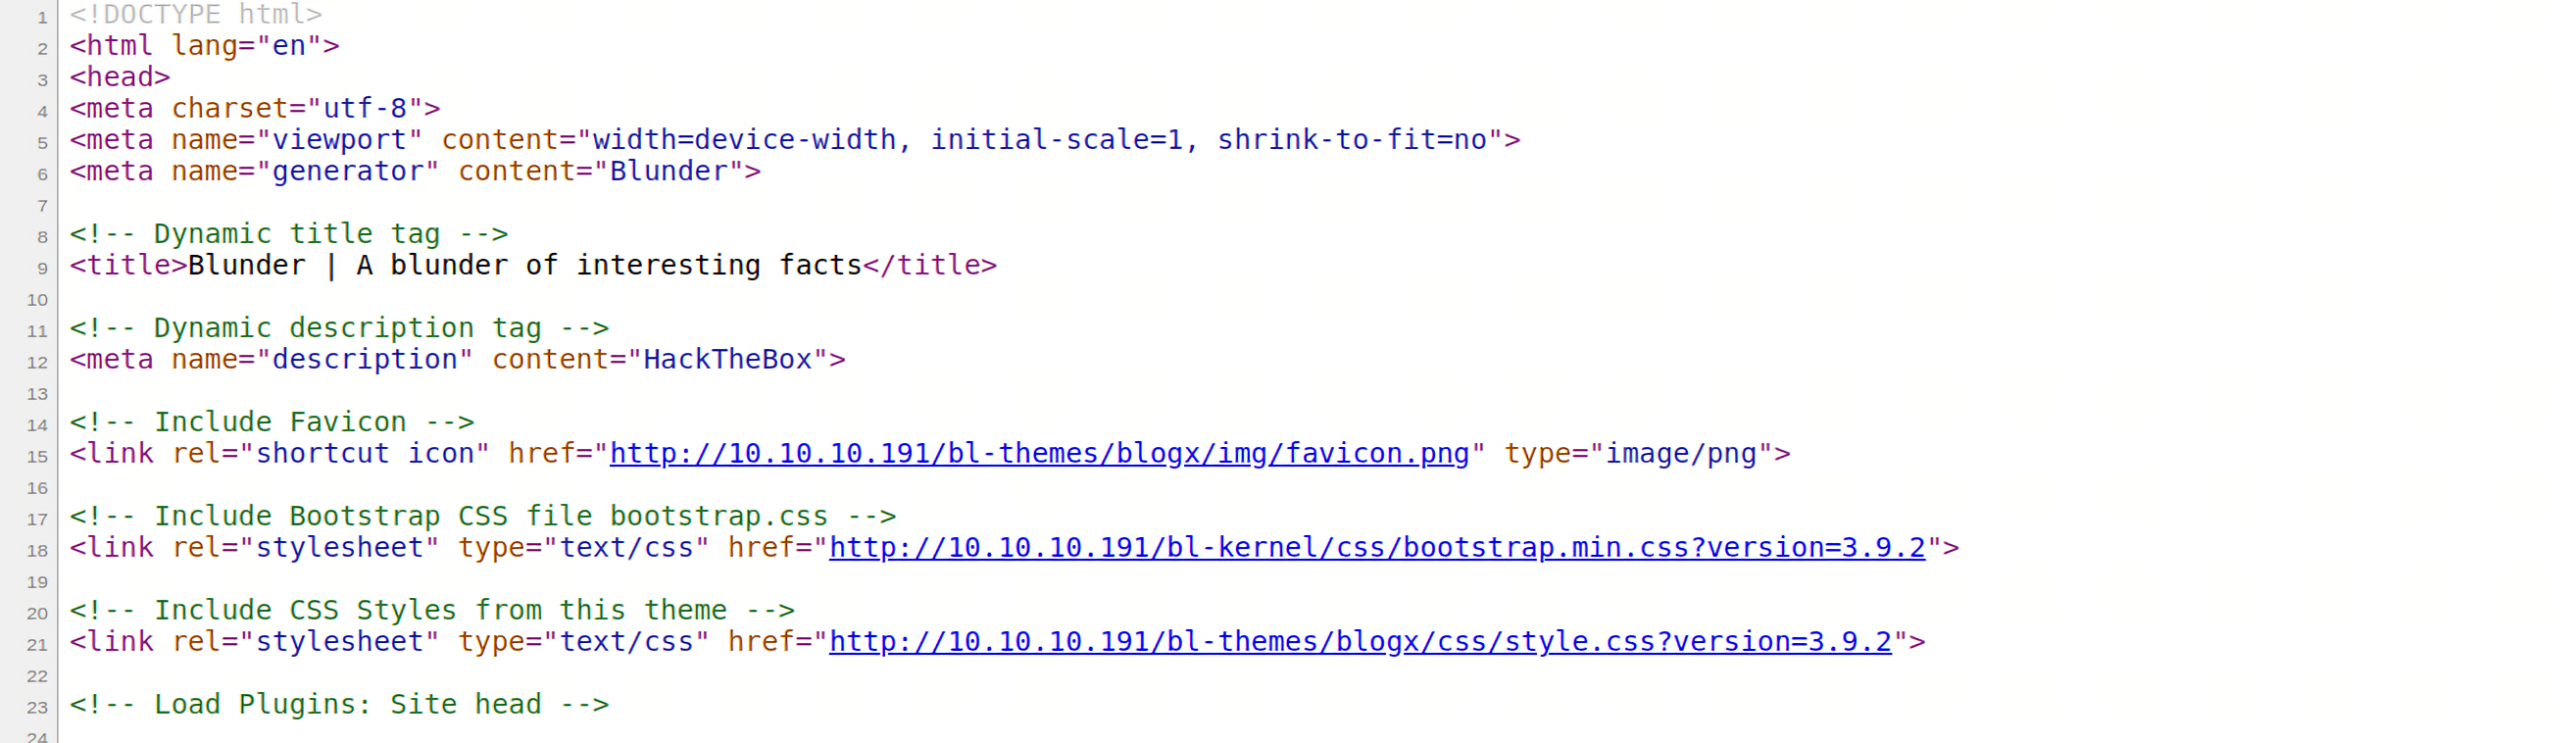 1 <!DOCTYPE html>
2 <html lang="en">
3 <head>
4 <meta charset="utf-8">
5 <meta name="viewport" content="width=device-width, initial-scale=1, shrink-to-fit=no">
6 <meta name="generator" content="Blunder">
7
8 <!-- Dynamic title tag -->
9 <title>Blunder | A blunder of interesting facts</title>
10
11 <!-- Dynamic description tag -->
12 <meta name="description" content="HackTheBox">
13
14 <!-- Include Favicon -->
15 <link rel="shortcut icon" href="http://10.10.10.191/bl-themes/blogx/img/favicon.png" type="image/png">
16
17 <!-- Include Bootstrap CSS file bootstrap.css -->
18 <link rel="stylesheet" type="text/css" href="http://10.10.10.191/bl-kernel/css/bootstrap.min.css?version=3.9.2">
19
20 <!-- Include CSS Styles from this theme -->
21 <link rel="stylesheet" type="text/css" href="http://10.10.10.191/bl-themes/blogx/css/style.css?version=3.9.2">
22
23 <!-- Load Plugins: Site head -->
24